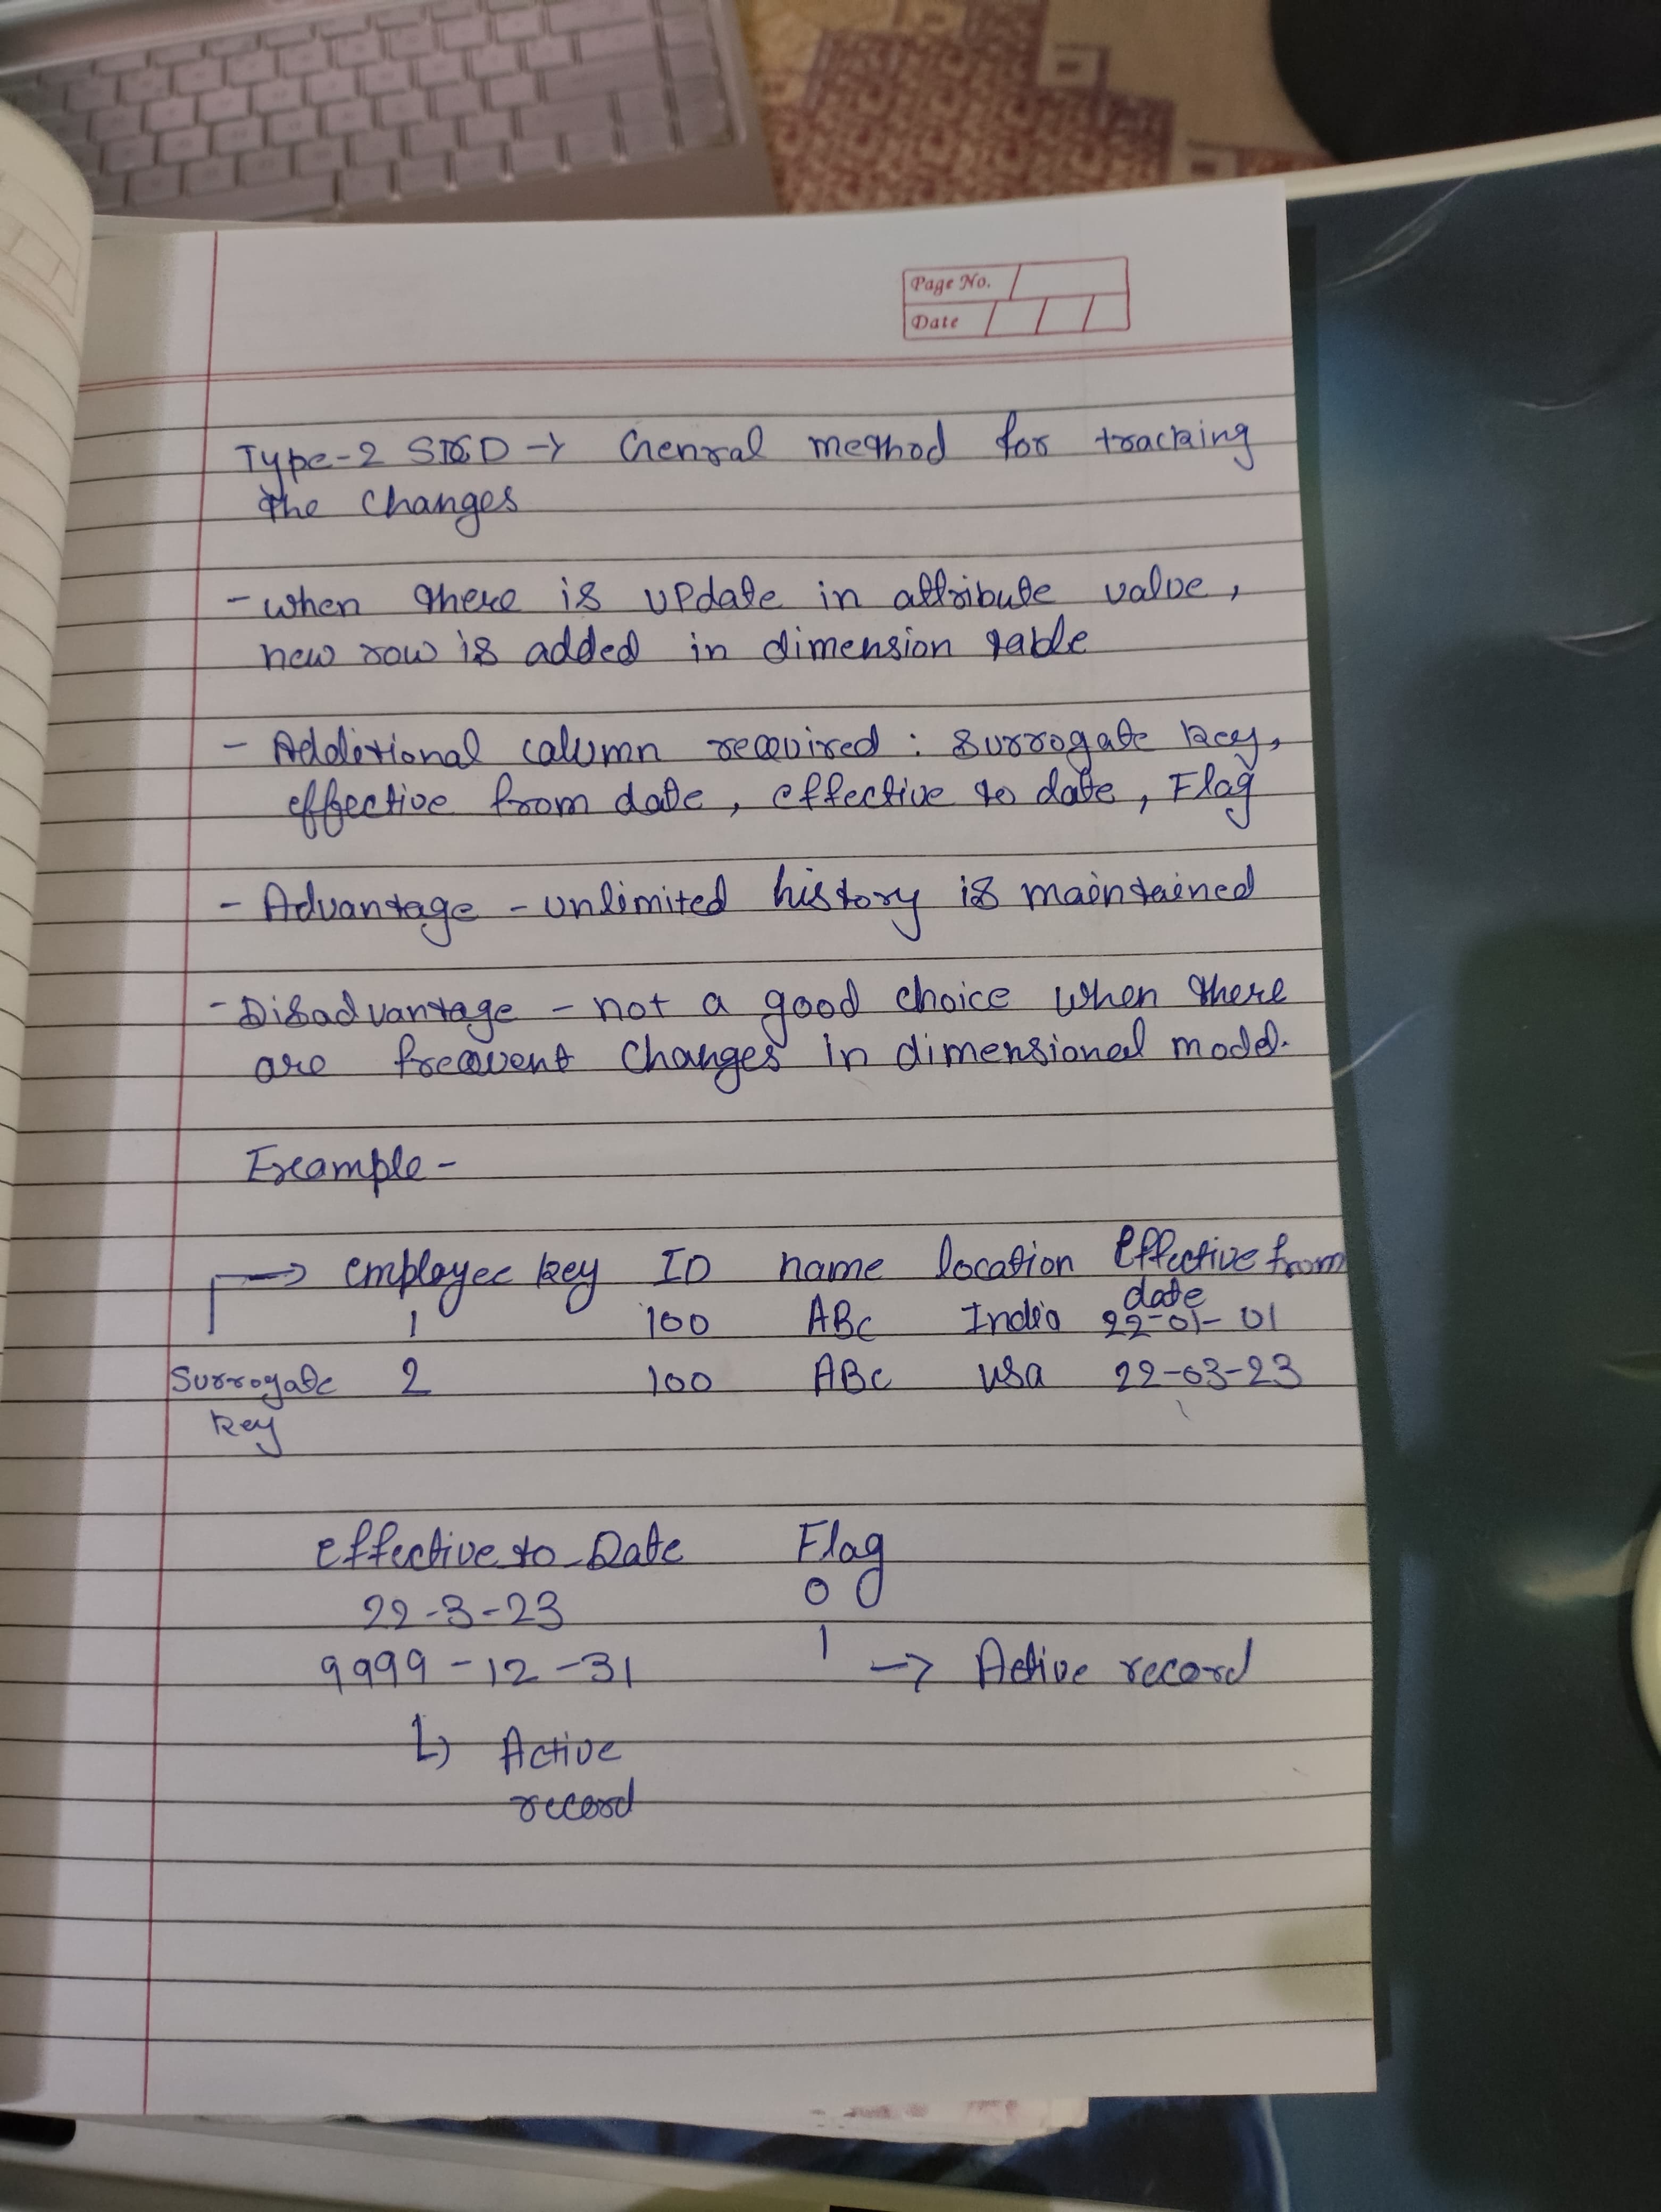 Page No.
Date
Type-2 SCD → Genral method for tracking
the changes
- when there is update in attribute value,
new row is added in dimension table
- Additional column required : surrogate key,
effective from date, effective to date, Flag
- Advantage - unlimited history is maintained
- Disadvantage - not a good choice when there
are frequent changes in dimensional model.
Example -
→ employee key ID name location Effective from
date
1 100 ABC India 22-01-01
Surrogate 2 100 ABC USA 22-03-23
key
effective to_Date Flag
22-3-23 0
9999-12-31 1 → Active record
↳ Active
record